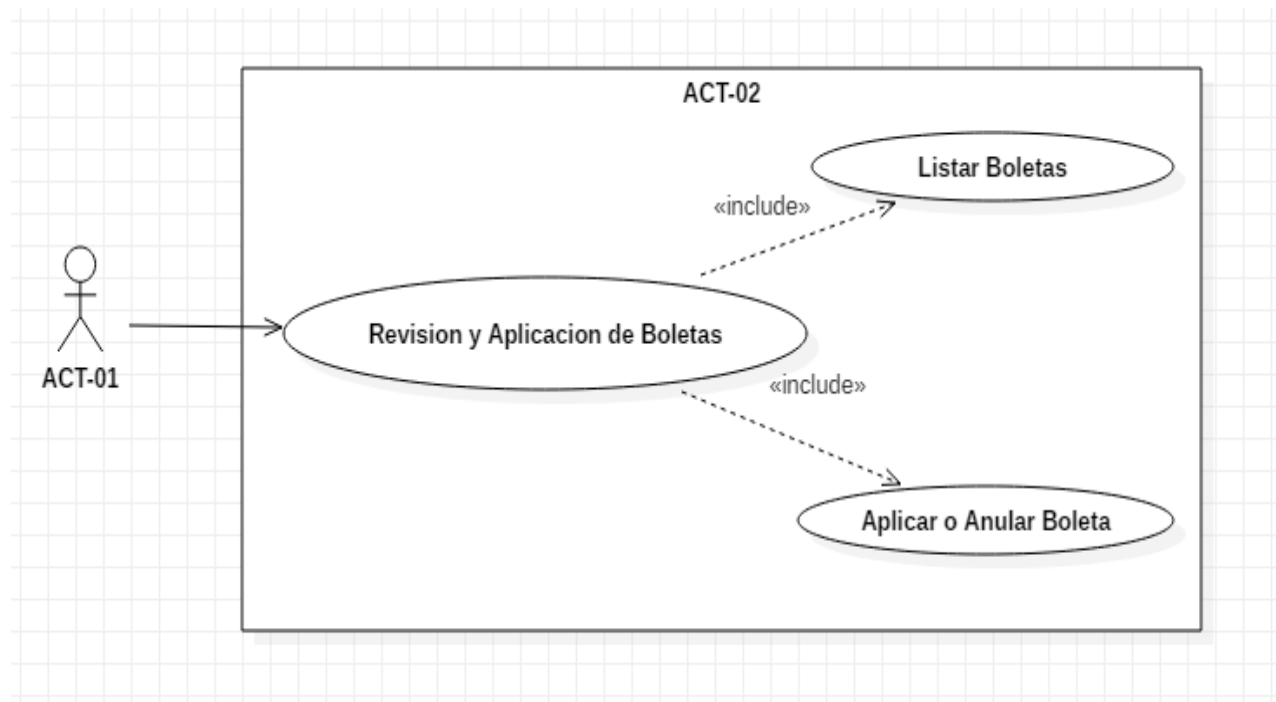 ACT-02
Listar Boletas
«include»
Revision y Aplicacion de Boletas
ACT-01
«include»
Aplicar o Anular Boleta